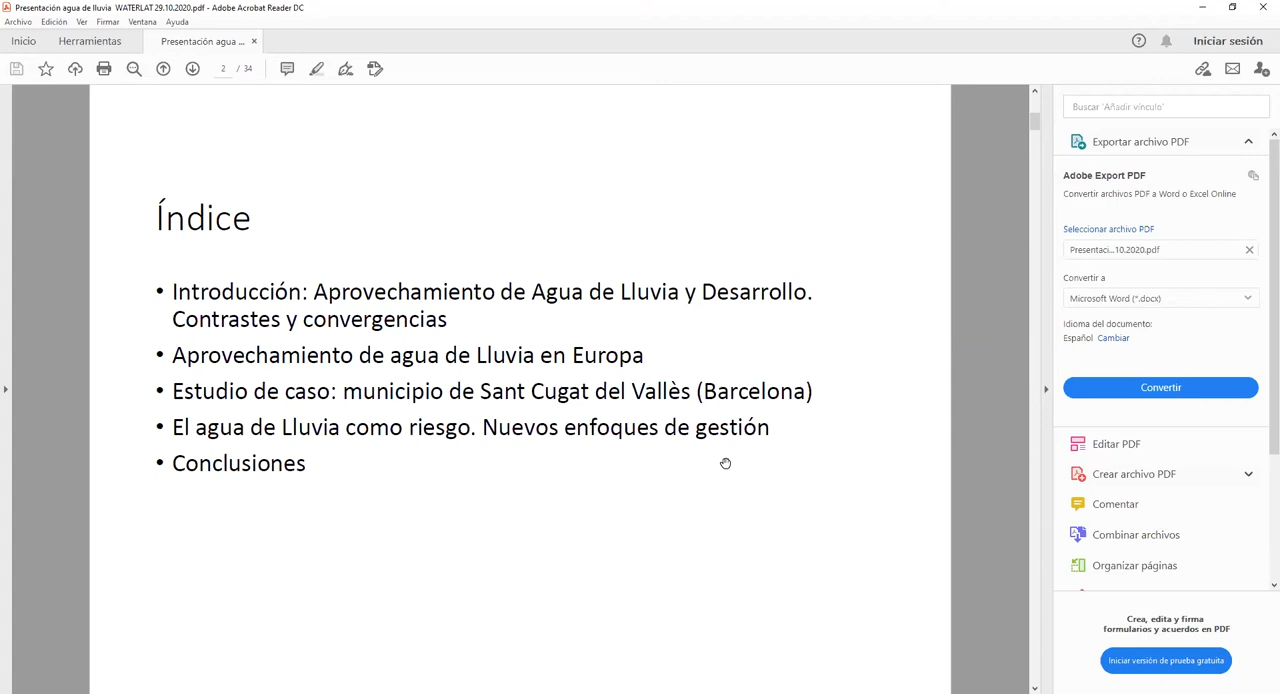 Presentación agua de lluvia  WATERLAT 29.10.2020.pdf - Adobe Acrobat Reader DC
Archivo Edición Ver Firmar Ventana Ayuda
Inicio Herramientas Presentación agua ... × Iniciar sesión
2 / 34
Índice
• Introducción: Aprovechamiento de Agua de Lluvia y Desarrollo.
Contrastes y convergencias
• Aprovechamiento de agua de Lluvia en Europa
• Estudio de caso: municipio de Sant Cugat del Vallès (Barcelona)
• El agua de Lluvia como riesgo. Nuevos enfoques de gestión
• Conclusiones
Buscar 'Añadir vínculo'
Exportar archivo PDF
Adobe Export PDF
Convertir archivos PDF a Word o Excel Online
Seleccionar archivo PDF
Presentaci...10.2020.pdf
Convertir a
Microsoft Word (*.docx)
Idioma del documento:
Español Cambiar
Convertir
Editar PDF
Crear archivo PDF
Comentar
Combinar archivos
Organizar páginas
Crea, edita y firma
formularios y acuerdos en PDF
Iniciar versión de prueba gratuita